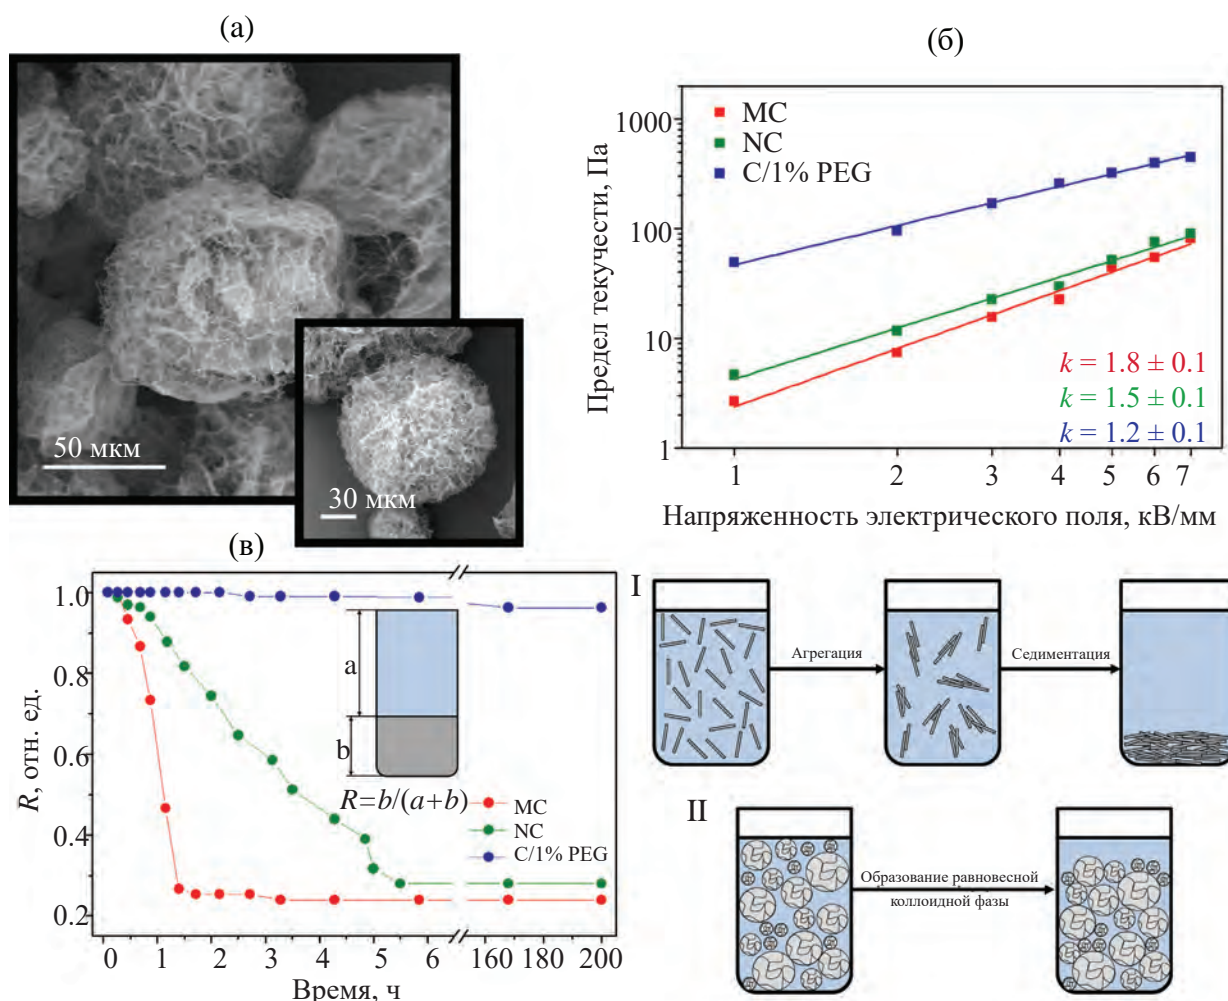 (а)
50 мкм
30 мкм
(б)
Предел текучести, Па
1000
100
10
1
MC
NC
C/1% PEG
k = 1.8 ± 0.1
k = 1.5 ± 0.1
k = 1.2 ± 0.1
1 2 3 4 5 6 7
Напряженность электрического поля, кВ/мм
(в)
R, отн. ед.
1.0
0.8
0.6
0.4
0.2
a
b
R=b/(a+b)
MC
NC
C/1% PEG
0 1 2 3 4 5 6 160 180 200
Время, ч
I
Агрегация
Седиментация
II
Образование равновесной
коллоидной фазы